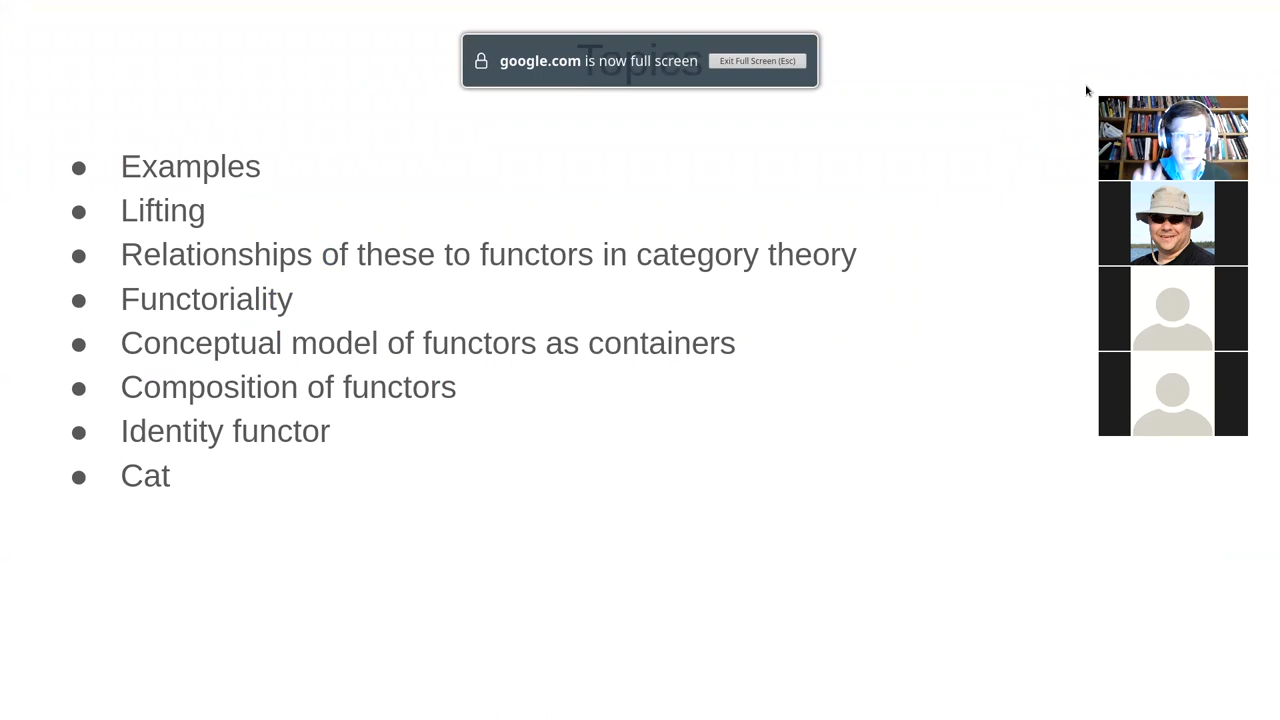 Topics
google.com is now full screen Exit Full Screen (Esc)
● Examples
● Lifting
● Relationships of these to functors in category theory
● Functoriality
● Conceptual model of functors as containers
● Composition of functors
● Identity functor
● Cat